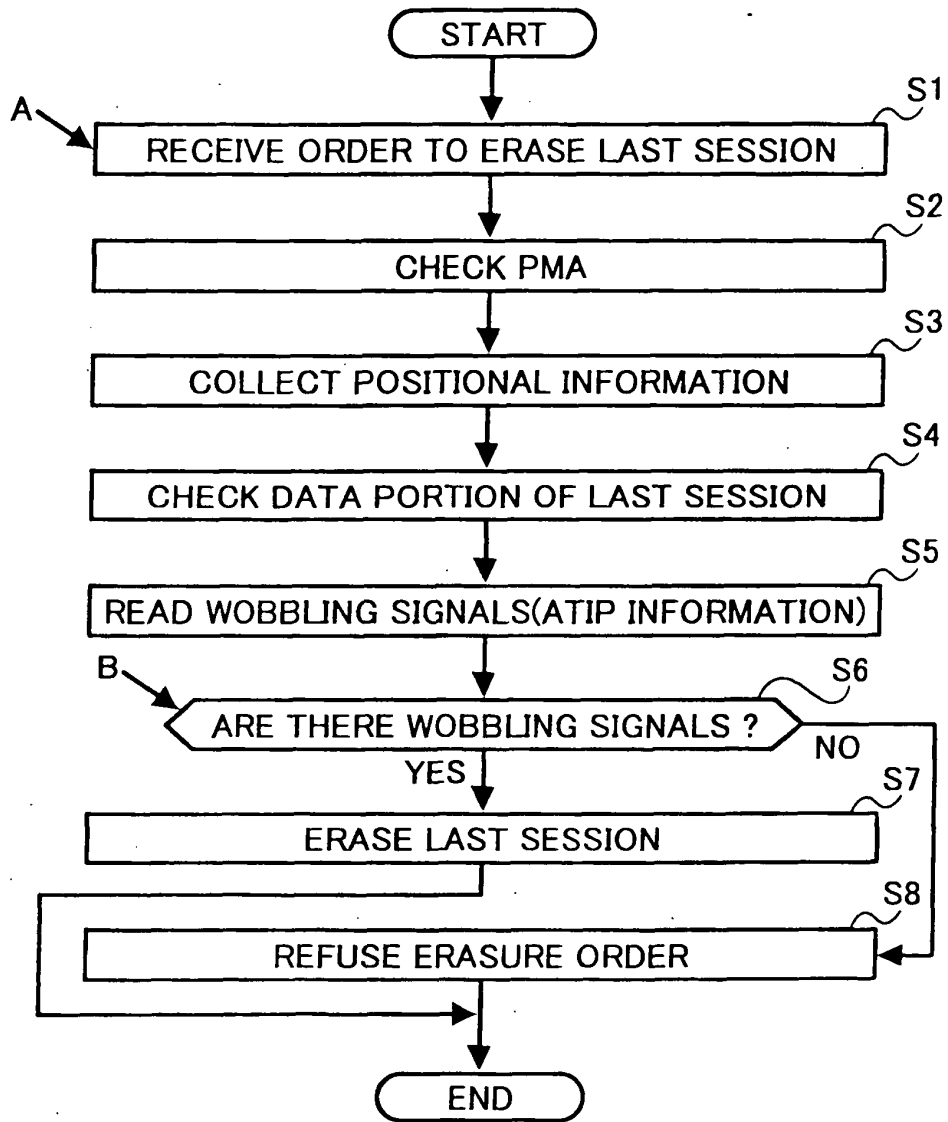 START
A
S1
RECEIVE ORDER TO ERASE LAST SESSION
S2
CHECK PMA
S3
COLLECT POSITIONAL INFORMATION
S4
CHECK DATA PORTION OF LAST SESSION
S5
READ WOBBLING SIGNALS(ATIP INFORMATION)
B
S6
ARE THERE WOBBLING SIGNALS ?
NO
YES
S7
ERASE LAST SESSION
S8
REFUSE ERASURE ORDER
END